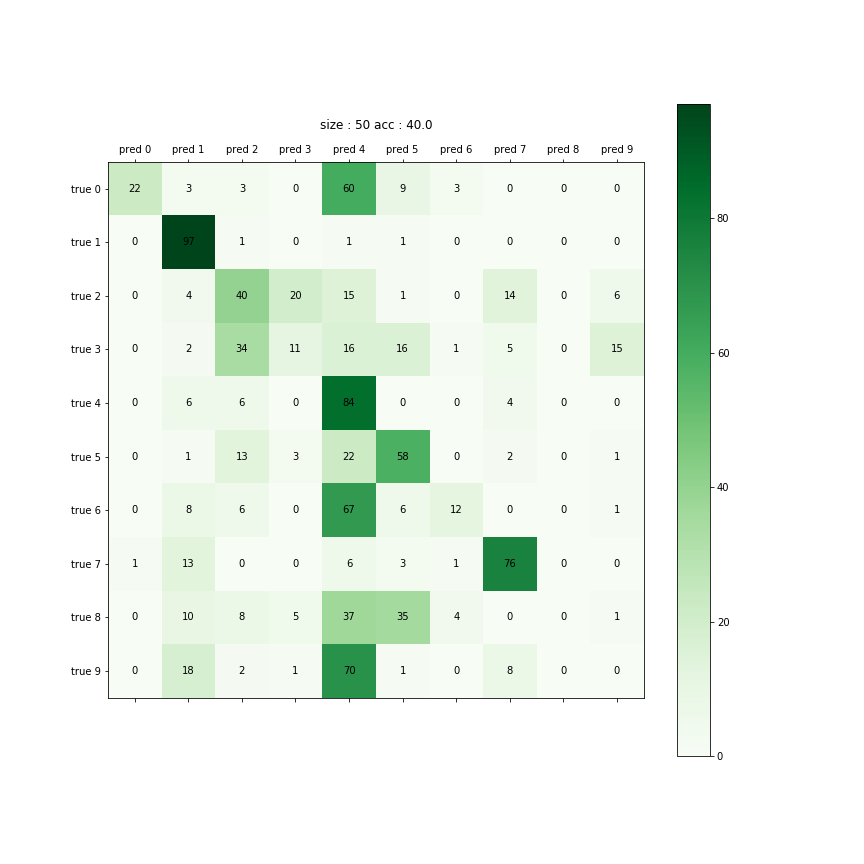 size : 50 acc : 40.0
pred 0 pred 1 pred 2 pred 3 pred 4 pred 5 pred 6 pred 7 pred 8 pred 9
true 0 22 3 3 0 60 9 3 0 0 0
true 1 0 97 1 0 1 1 0 0 0 0
80
true 2 0 4 40 20 15 1 0 14 0 6
true 3 0 2 34 11 16 16 1 5 0 15
60
true 4 0 6 6 0 84 0 0 4 0 0
true 5 0 1 13 3 22 58 0 2 0 1
40
true 6 0 8 6 0 67 6 12 0 0 1
true 7 1 13 0 0 6 3 1 76 0 0
true 8 0 10 8 5 37 35 4 0 0 1
20
true 9 0 18 2 1 70 1 0 8 0 0
0